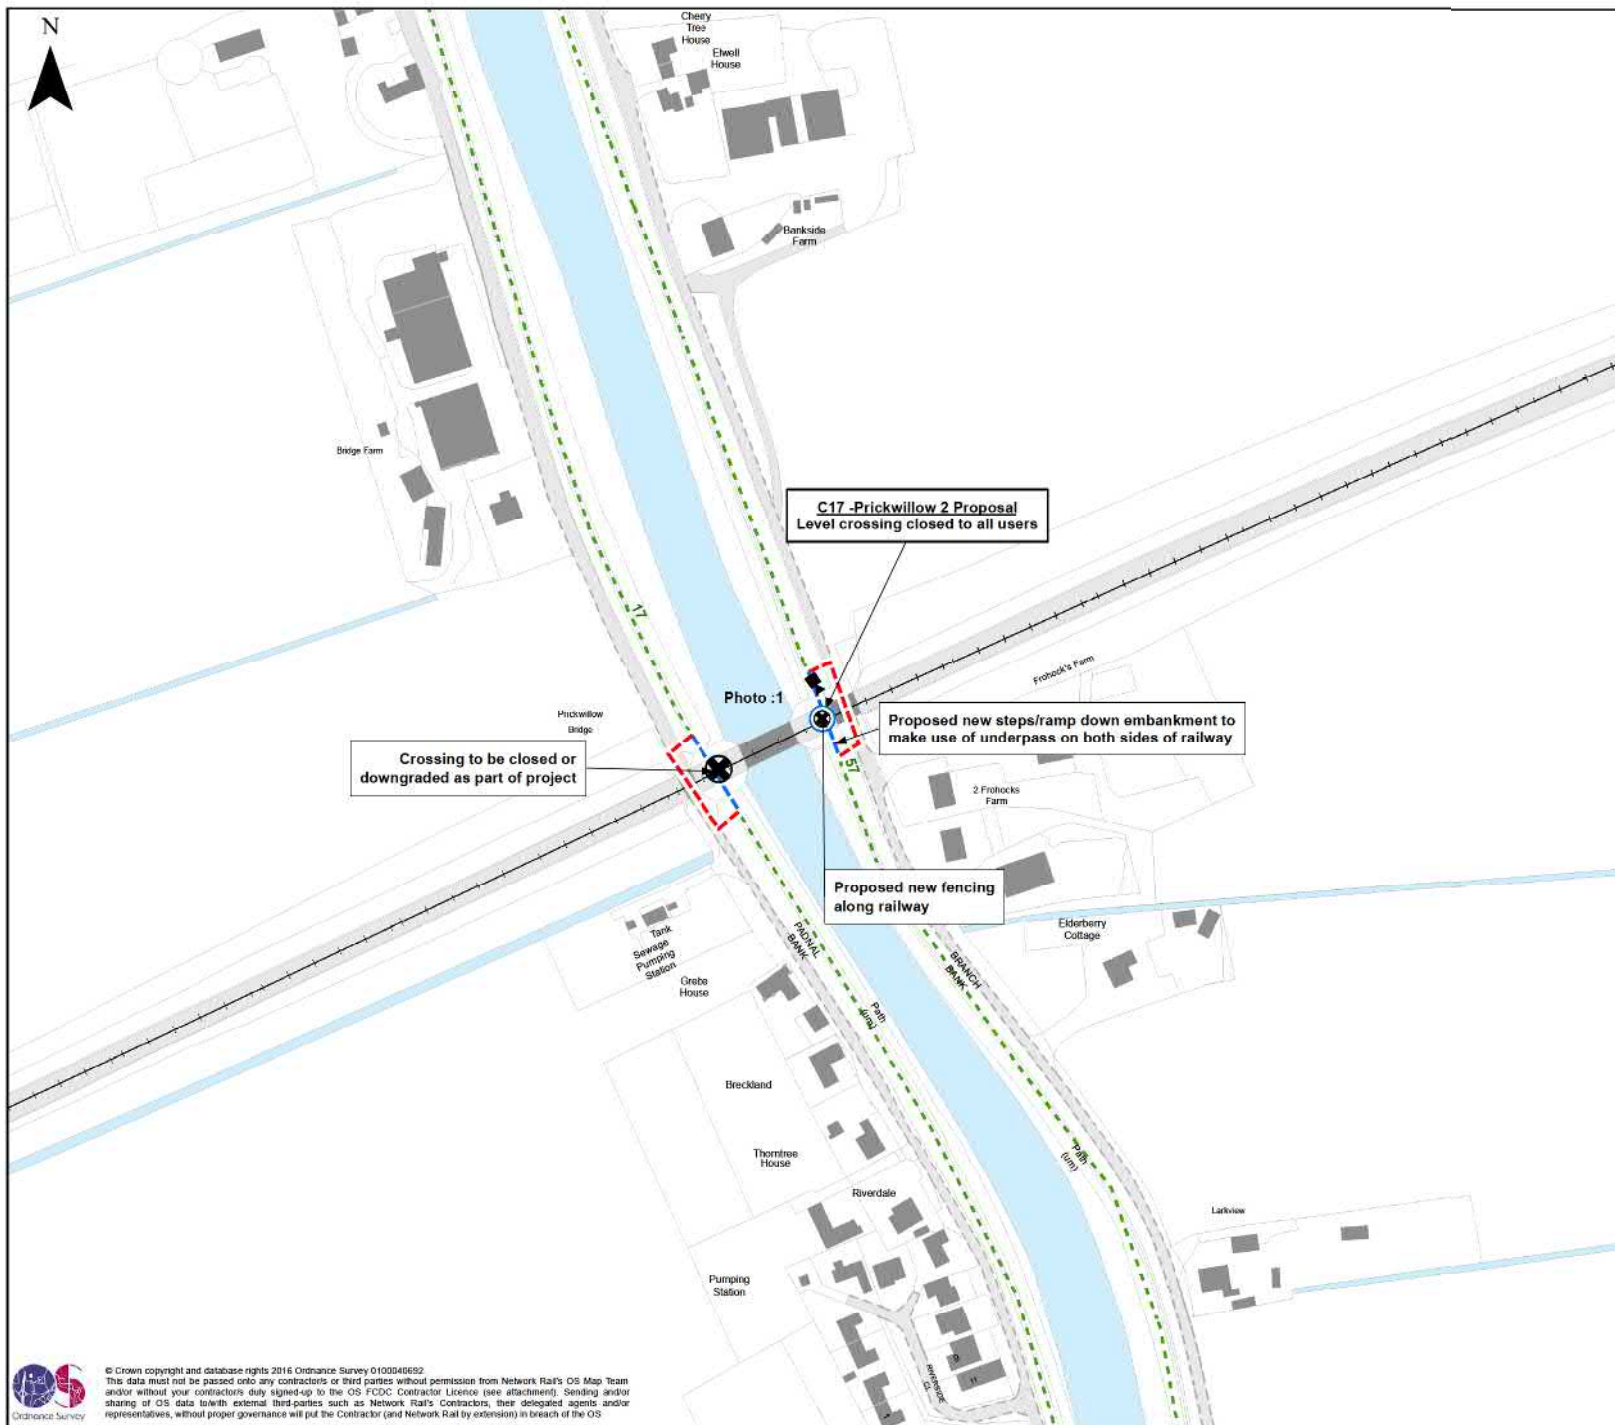 N
Cherry
Tree
House
Elwell
House
Bankside
Farm
Bridge Farm
C17 -Prickwillow 2 Proposal
Level crossing closed to all users
17
Frohock's Farm
Photo :1
Prickwillow
Bridge
Proposed new steps/ramp down embankment to
make use of underpass on both sides of railway
Crossing to be closed or
downgraded as part of project
57
2 Frohocks
Farm
Proposed new fencing
along railway
Tank
Sewage
Pumping
Station
PADNAL
BANK
Elderberry
Cottage
BRANCH
BANK
Grebe
House
Path
(um)
Breckland
Path
(um)
Thorntree
House
Riverdale
Larkview
Pumping
Station
9
11
RIVERSIDE
CL
1
Ordnance Survey
© Crown copyright and database rights 2016 Ordnance Survey 0100040692
This data must not be passed onto any contractor/s or third parties without permission from Network Rail's OS Map Team
and/or without your contractor/s duly signed-up to the OS FCDC Contractor Licence (see attachment). Sending and/or
sharing of OS data to/with external third-parties such as Network Rail's Contractors, their delegated agents and/or
representatives, without proper governance will put the Contractor (and Network Rail by extension) in breach of the OS